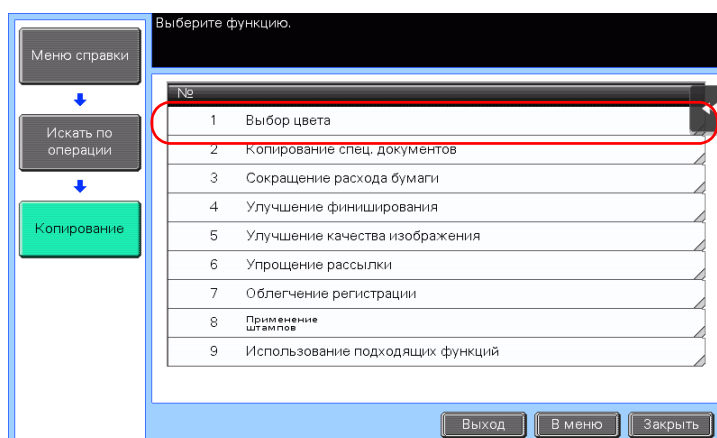 Выберите функцию.
Меню справки
Искать по
операции
Копирование
№
1 Выбор цвета
2 Копирование спец. документов
3 Сокращение расхода бумаги
4 Улучшение финиширования
5 Улучшение качества изображения
6 Упрощение рассылки
7 Облегчение регистрации
8 Применение
штампов
9 Использование подходящих функций
Выход В меню Закрыть